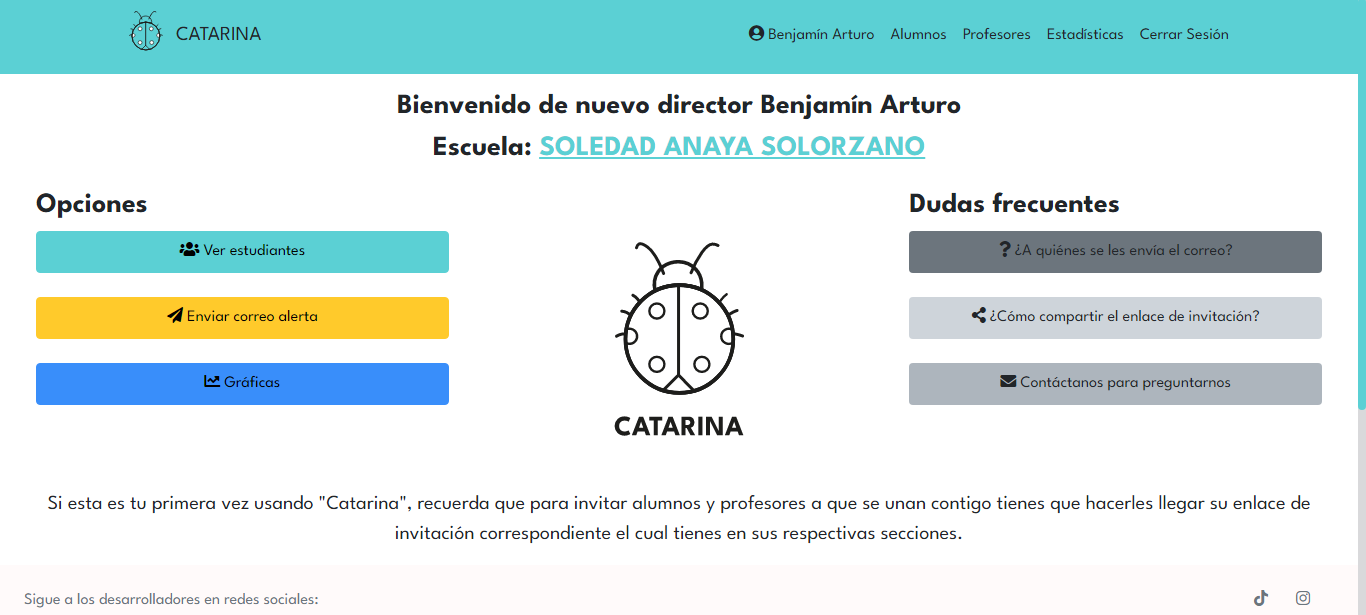 CATARINA
Benjamín Arturo Alumnos Profesores Estadísticas Cerrar Sesión
Bienvenido de nuevo director Benjamín Arturo
Escuela: SOLEDAD ANAYA SOLORZANO
Opciones
Ver estudiantes
Enviar correo alerta
Gráficas
CATARINA
Dudas frecuentes
¿A quiénes se les envía el correo?
¿Cómo compartir el enlace de invitación?
Contáctanos para preguntarnos
Si esta es tu primera vez usando "Catarina", recuerda que para invitar alumnos y profesores a que se unan contigo tienes que hacerles llegar su enlace de
invitación correspondiente el cual tienes en sus respectivas secciones.
Sigue a los desarrolladores en redes sociales: